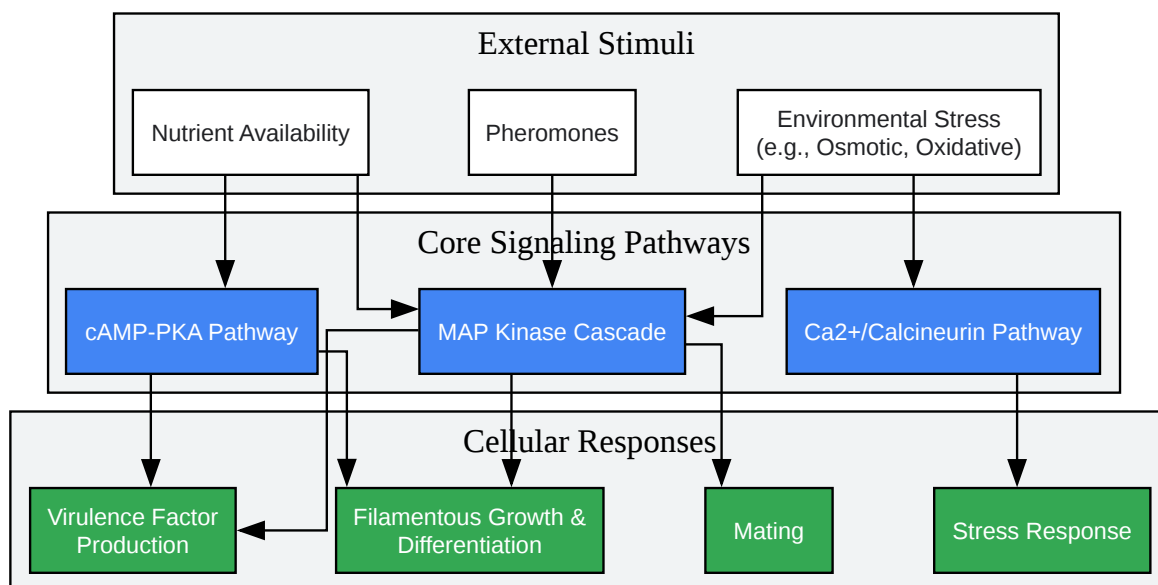 External Stimuli
Nutrient Availability
Pheromones
Environmental Stress
(e.g., Osmotic, Oxidative)
Core Signaling Pathways
cAMP-PKA Pathway
MAP Kinase Cascade
Ca2+/Calcineurin Pathway
Cellular Responses
Virulence Factor
Production
Filamentous Growth &
Differentiation
Mating
Stress Response